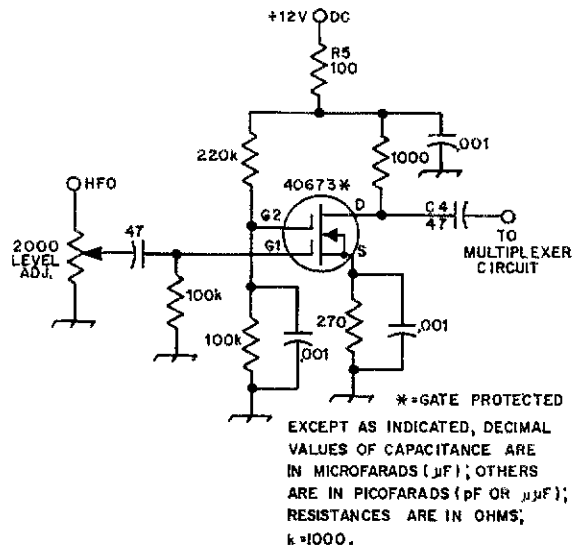 +12V DC
R5
100
220k
1000
.001
40673*
HFO
G2
D
C4
47
47
G1
S
TO
MULTIPLEXER
CIRCUIT
2000
LEVEL
ADJ.
100k
100k
.001
270
.001
*=GATE PROTECTED
EXCEPT AS INDICATED, DECIMAL
VALUES OF CAPACITANCE ARE
IN MICROFARADS (µF); OTHERS
ARE IN PICOFARADS (pF OR µµF);
RESISTANCES ARE IN OHMS;
k=1000.